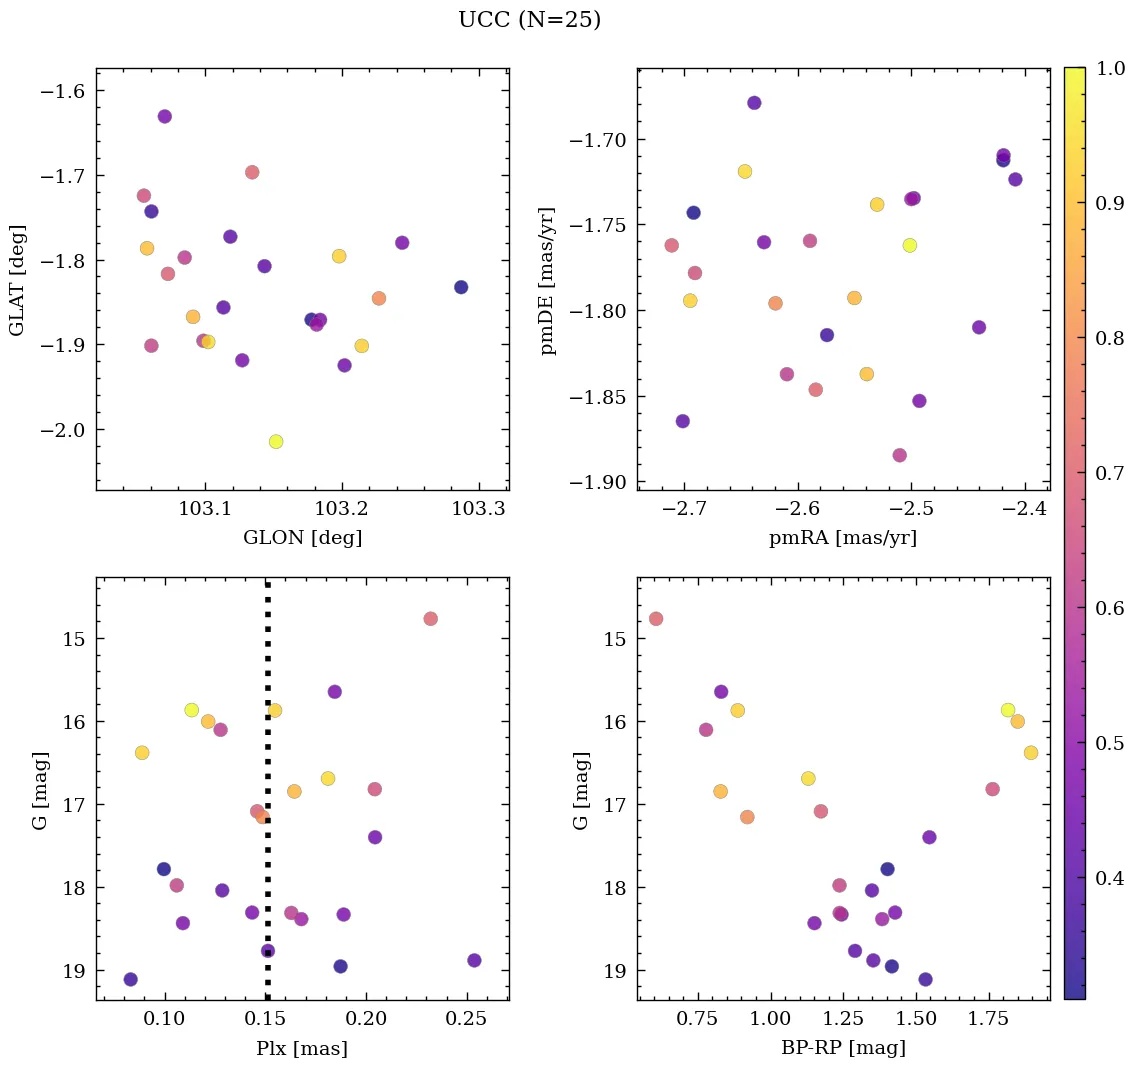 UCC (N=25)
−1.6
−1.7
−1.8
−1.9
−2.0
GLAT [deg]
103.1 103.2 103.3
GLON [deg]
−1.70
−1.75
−1.80
−1.85
−1.90
pmDE [mas/yr]
−2.7 −2.6 −2.5 −2.4
pmRA [mas/yr]
15
16
17
18
19
G [mag]
0.10 0.15 0.20 0.25
Plx [mas]
15
16
17
18
19
G [mag]
0.75 1.00 1.25 1.50 1.75
BP-RP [mag]
1.0
0.9
0.8
0.7
0.6
0.5
0.4